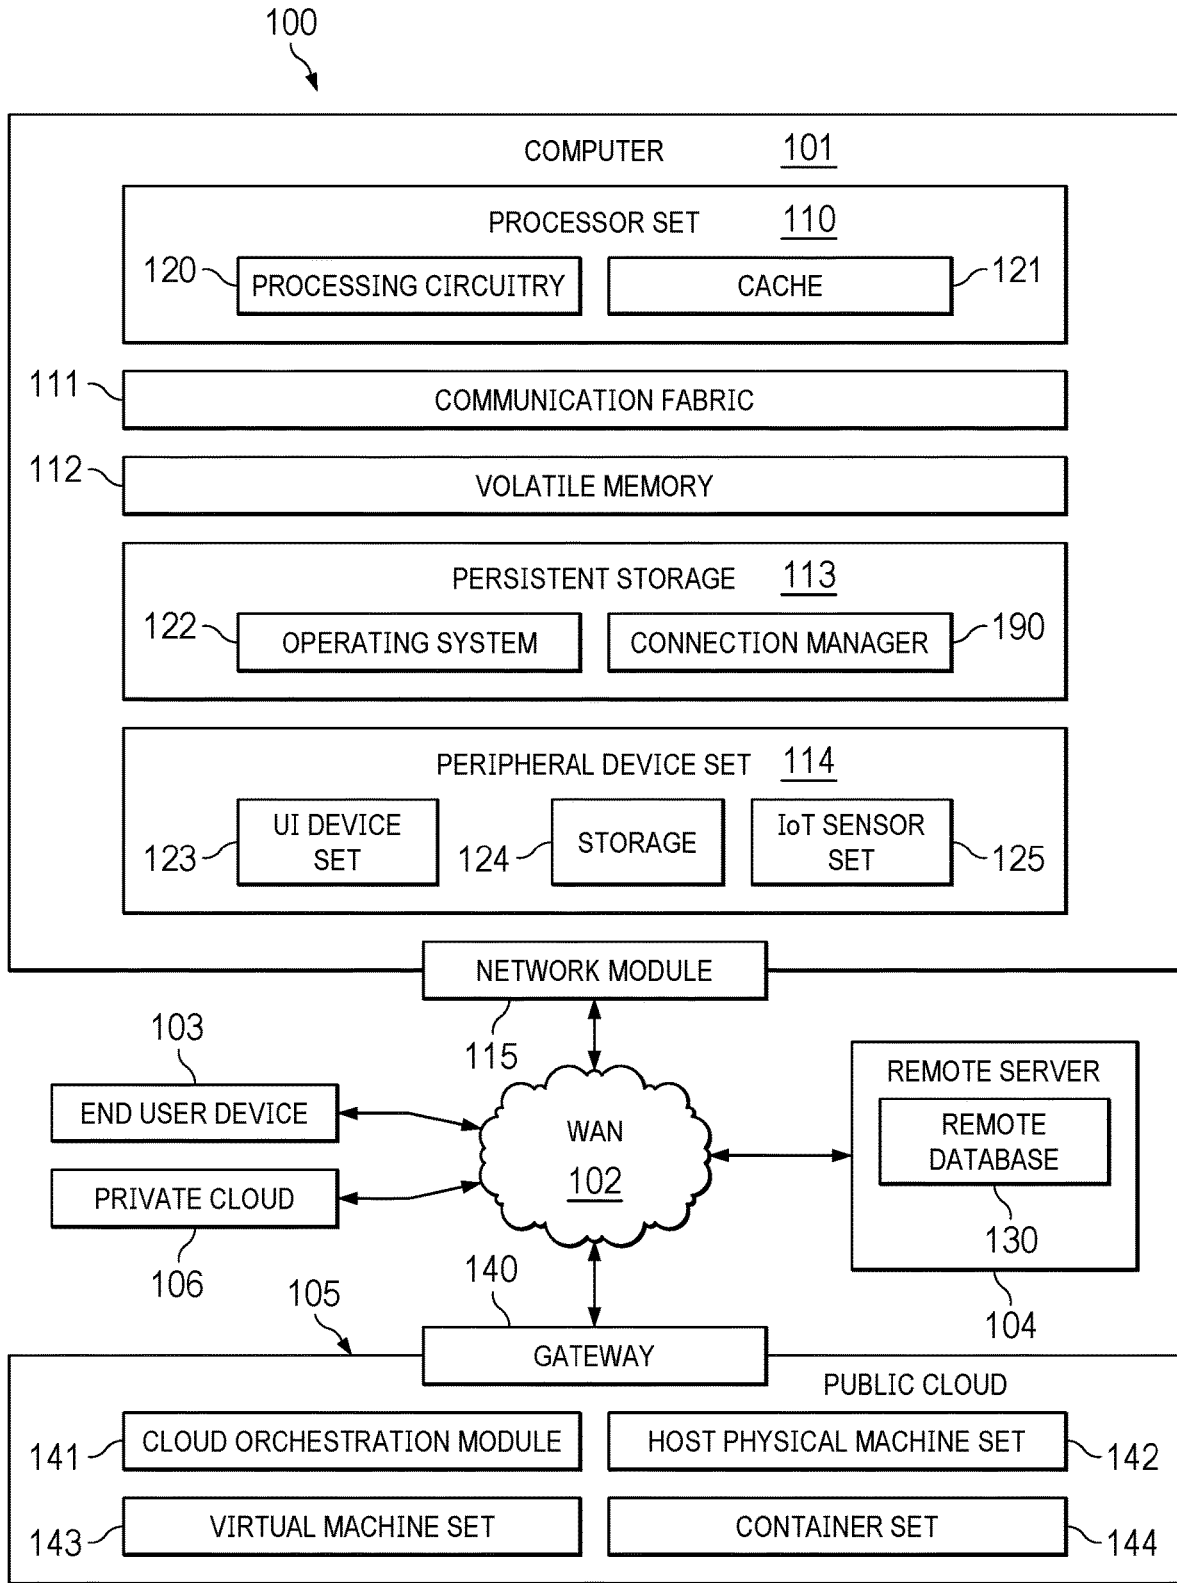 100
COMPUTER 101
PROCESSOR SET 110
120 PROCESSING CIRCUITRY CACHE 121
111 COMMUNICATION FABRIC
112 VOLATILE MEMORY
PERSISTENT STORAGE 113
122 OPERATING SYSTEM CONNECTION MANAGER 190
PERIPHERAL DEVICE SET 114
123 UI DEVICE
SET
124 STORAGE
IoT SENSOR
SET 125
NETWORK MODULE
115
103
END USER DEVICE
PRIVATE CLOUD
106
WAN
102
REMOTE SERVER
REMOTE
DATABASE
130
104
140
105
GATEWAY
PUBLIC CLOUD
141 CLOUD ORCHESTRATION MODULE HOST PHYSICAL MACHINE SET 142
143 VIRTUAL MACHINE SET CONTAINER SET 144